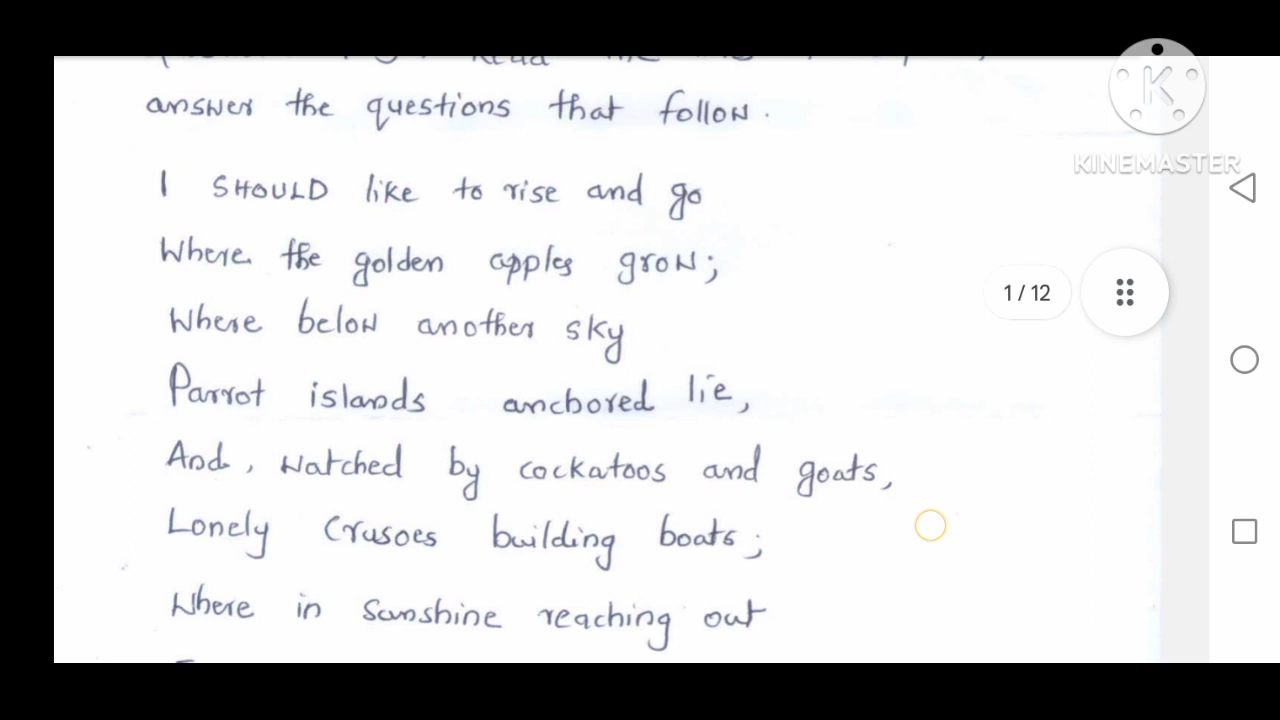 answer the questions that follow.
I SHOULD like to rise and go
Where the golden apples grow;
Where below another sky
Parrot islands anchored lie,
And, watched by cockatoos and goats,
Lonely Crusoes building boats;
Where in sunshine reaching out
K
KINEMASTER
1 / 12